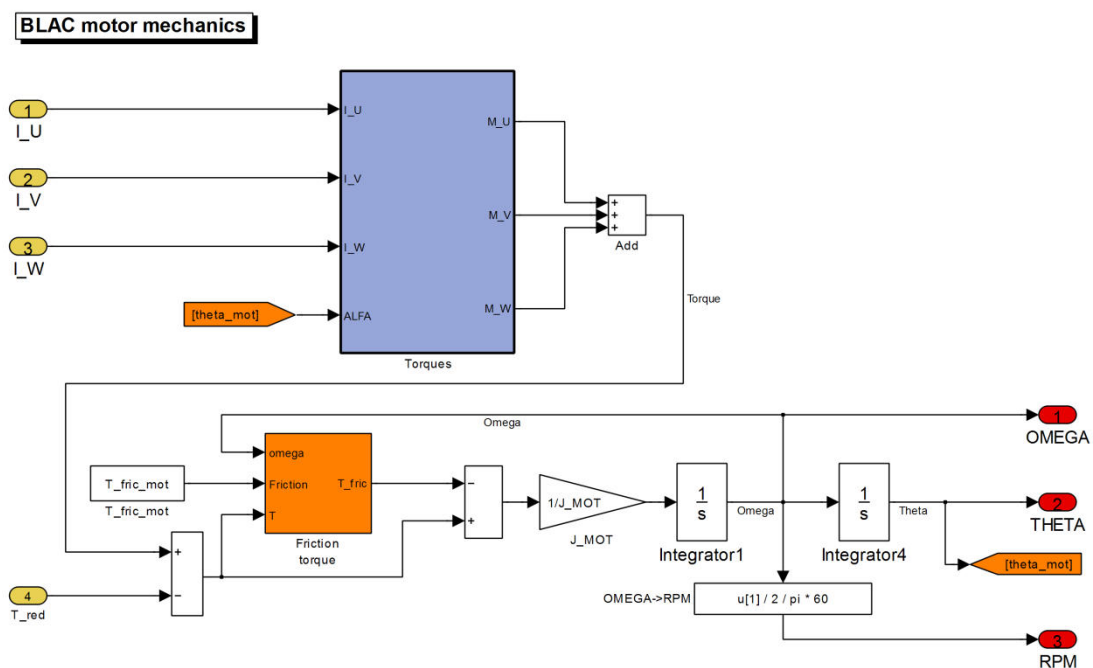 BLAC motor mechanics
1
I_U
I_U
M_U
2
I_V
I_V
M_V
+
+
+
Add
3
I_W
I_W
[theta_mot]
ALFA
M_W
Torque
Torques
Omega
1
OMEGA
omega
T_fric_mot
T_fric_mot
Friction
T_fric
T
Friction
torque
−
+
1/J_MOT
J_MOT
1
s
Integrator1
Omega
1
s
Integrator4
Theta
2
THETA
[theta_mot]
+
−
4
T_red
OMEGA->RPM
u[1] / 2 / pi * 60
3
RPM